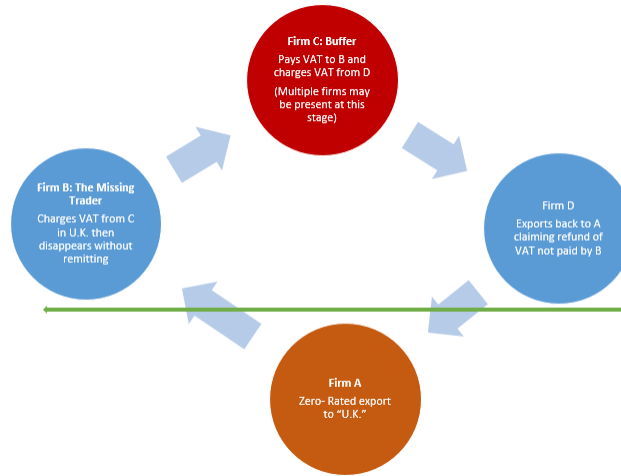 Firm C: Buffer
Pays VAT to B and
charges VAT from D
(Multiple firms may
be present at this
stage)
Firm B: The Missing
Trader
Charges VAT from C
in U.K. then
disappears without
remitting
Firm D
Exports back to A
claiming refund of
VAT not paid by B
Firm A
Zero- Rated export
to “U.K.”